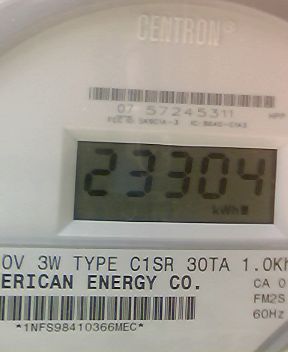 CENTRON®
07 57245311
23304
kWh
0V 3W TYPE C1SR 30TA 1.0Kh
ERICAN ENERGY CO.
CA 0
FM2S
60Hz
*1NFS98410366MEC*